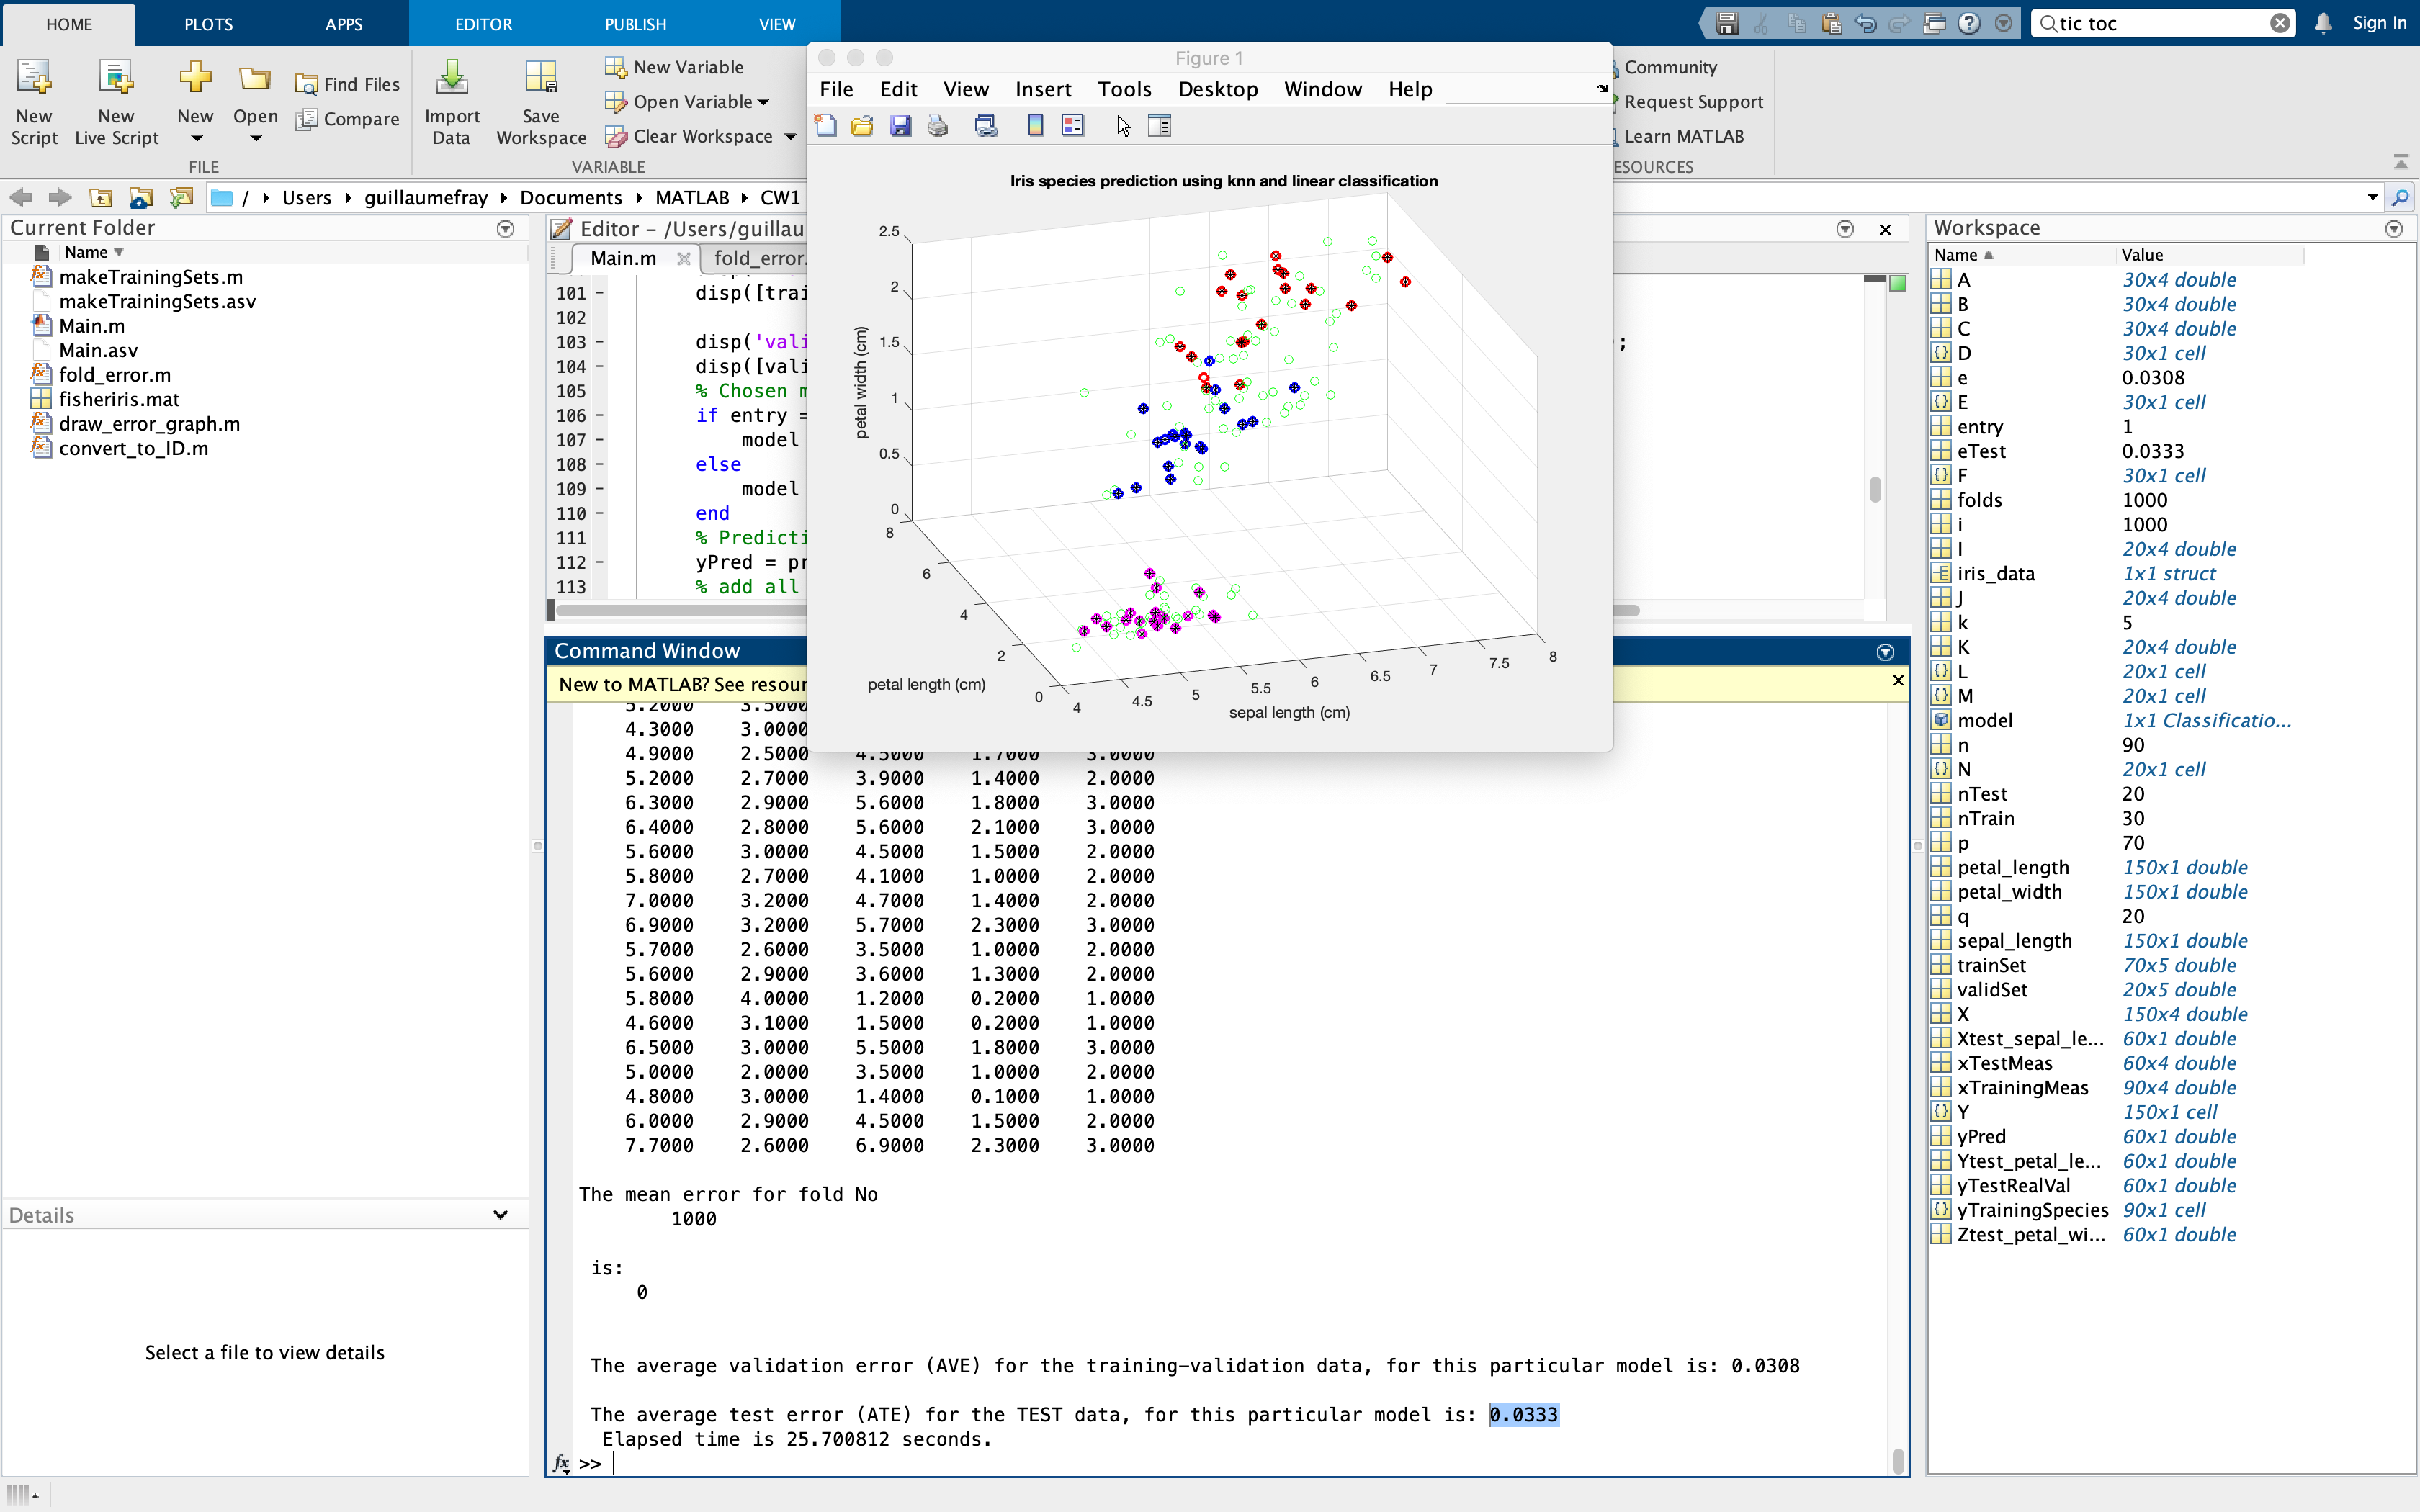 HOME PLOTS APPS EDITOR PUBLISH VIEW
tic toc
Sign In
New Script
New Live Script
New
Open
Find Files
Compare
FILE
Import Data
Save Workspace
New Variable
Open Variable
Clear Workspace
VARIABLE
Community
Request Support
Learn MATLAB
ESOURCES
/ Users guillaumefray Documents MATLAB CW1
Current Folder
Name
makeTrainingSets.m
makeTrainingSets.asv
Main.m
Main.asv
fold_error.m
fisheriris.mat
draw_error_graph.m
convert_to_ID.m
Details
Select a file to view details
Editor – /Users/guillau
Main.m fold_error.
101 – disp([trai
102
103 – disp('vali ;
104 – disp([vali
105 % Chosen m
106 – if entry =
107 – model
108 – else
109 – model
110 – end
111 % Predicti
112 – yPred = pr
113 % add all
Figure 1
File Edit View Insert Tools Desktop Window Help
Iris species prediction using knn and linear classification
petal width (cm)
2.5
2
1.5
1
0.5
0
8
6
4
2
0
petal length (cm)
4 4.5 5 5.5 6 6.5 7 7.5 8
sepal length (cm)
Command Window
New to MATLAB? See resour
5.2000 3.5000
4.3000 3.0000
4.9000 2.5000 4.5000 1.7000 3.0000
5.2000 2.7000 3.9000 1.4000 2.0000
6.3000 2.9000 5.6000 1.8000 3.0000
6.4000 2.8000 5.6000 2.1000 3.0000
5.6000 3.0000 4.5000 1.5000 2.0000
5.8000 2.7000 4.1000 1.0000 2.0000
7.0000 3.2000 4.7000 1.4000 2.0000
6.9000 3.2000 5.7000 2.3000 3.0000
5.7000 2.6000 3.5000 1.0000 2.0000
5.6000 2.9000 3.6000 1.3000 2.0000
5.8000 4.0000 1.2000 0.2000 1.0000
4.6000 3.1000 1.5000 0.2000 1.0000
6.5000 3.0000 5.5000 1.8000 3.0000
5.0000 2.0000 3.5000 1.0000 2.0000
4.8000 3.0000 1.4000 0.1000 1.0000
6.0000 2.9000 4.5000 1.5000 2.0000
7.7000 2.6000 6.9000 2.3000 3.0000
The mean error for fold No
1000
is:
0
The average validation error (AVE) for the training–validation data, for this particular model is: 0.0308
The average test error (ATE) for the TEST data, for this particular model is: 0.0333
Elapsed time is 25.700812 seconds.
fx >>
Workspace
Name Value
A 30x4 double
B 30x4 double
C 30x4 double
D 30x1 cell
e 0.0308
E 30x1 cell
entry 1
eTest 0.0333
F 30x1 cell
folds 1000
i 1000
I 20x4 double
iris_data 1x1 struct
J 20x4 double
k 5
K 20x4 double
L 20x1 cell
M 20x1 cell
model 1x1 Classificatio...
n 90
N 20x1 cell
nTest 20
nTrain 30
p 70
petal_length 150x1 double
petal_width 150x1 double
q 20
sepal_length 150x1 double
trainSet 70x5 double
validSet 20x5 double
X 150x4 double
Xtest_sepal_le... 60x1 double
xTestMeas 60x4 double
xTrainingMeas 90x4 double
Y 150x1 cell
yPred 60x1 double
Ytest_petal_le... 60x1 double
yTestRealVal 60x1 double
yTrainingSpecies 90x1 cell
Ztest_petal_wi... 60x1 double